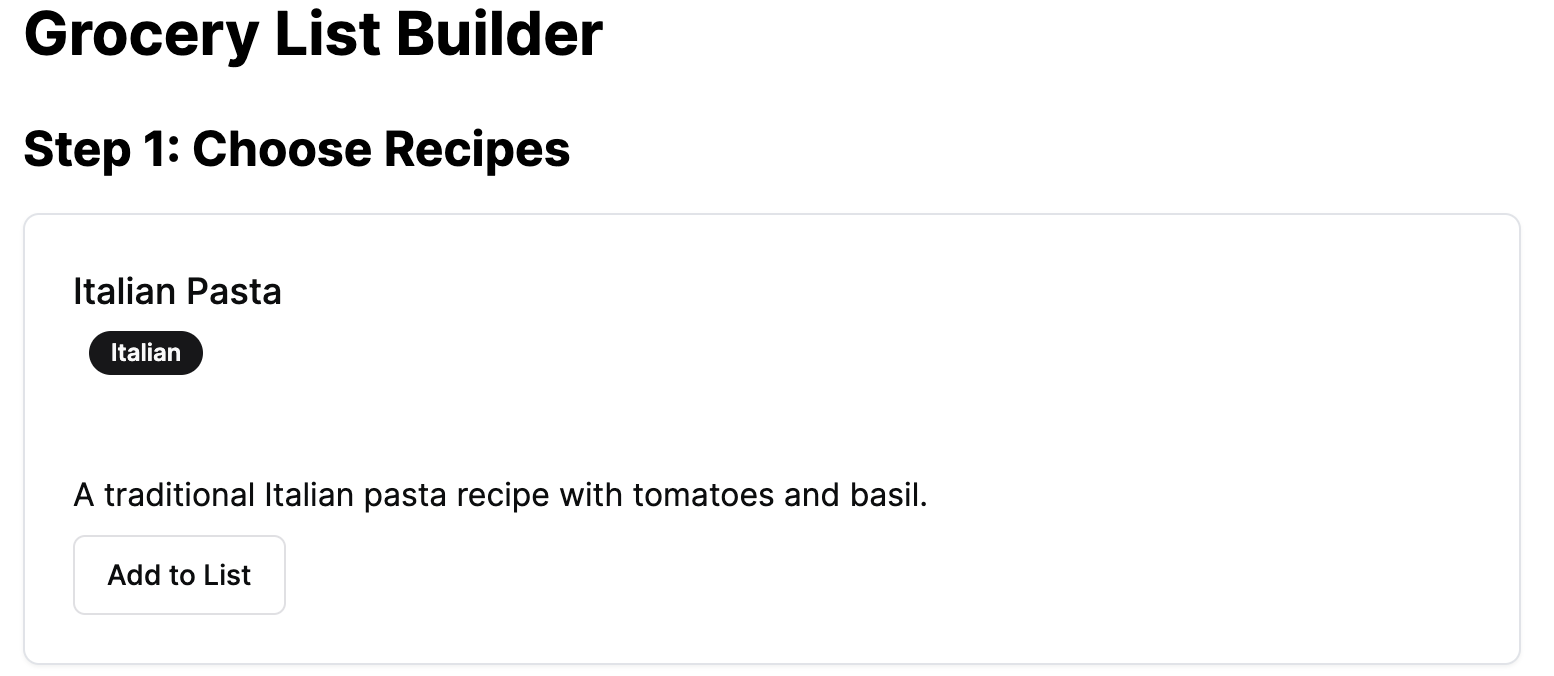 Grocery List Builder
Step 1: Choose Recipes
Italian Pasta
Italian
A traditional Italian pasta recipe with tomatoes and basil.
Add to List